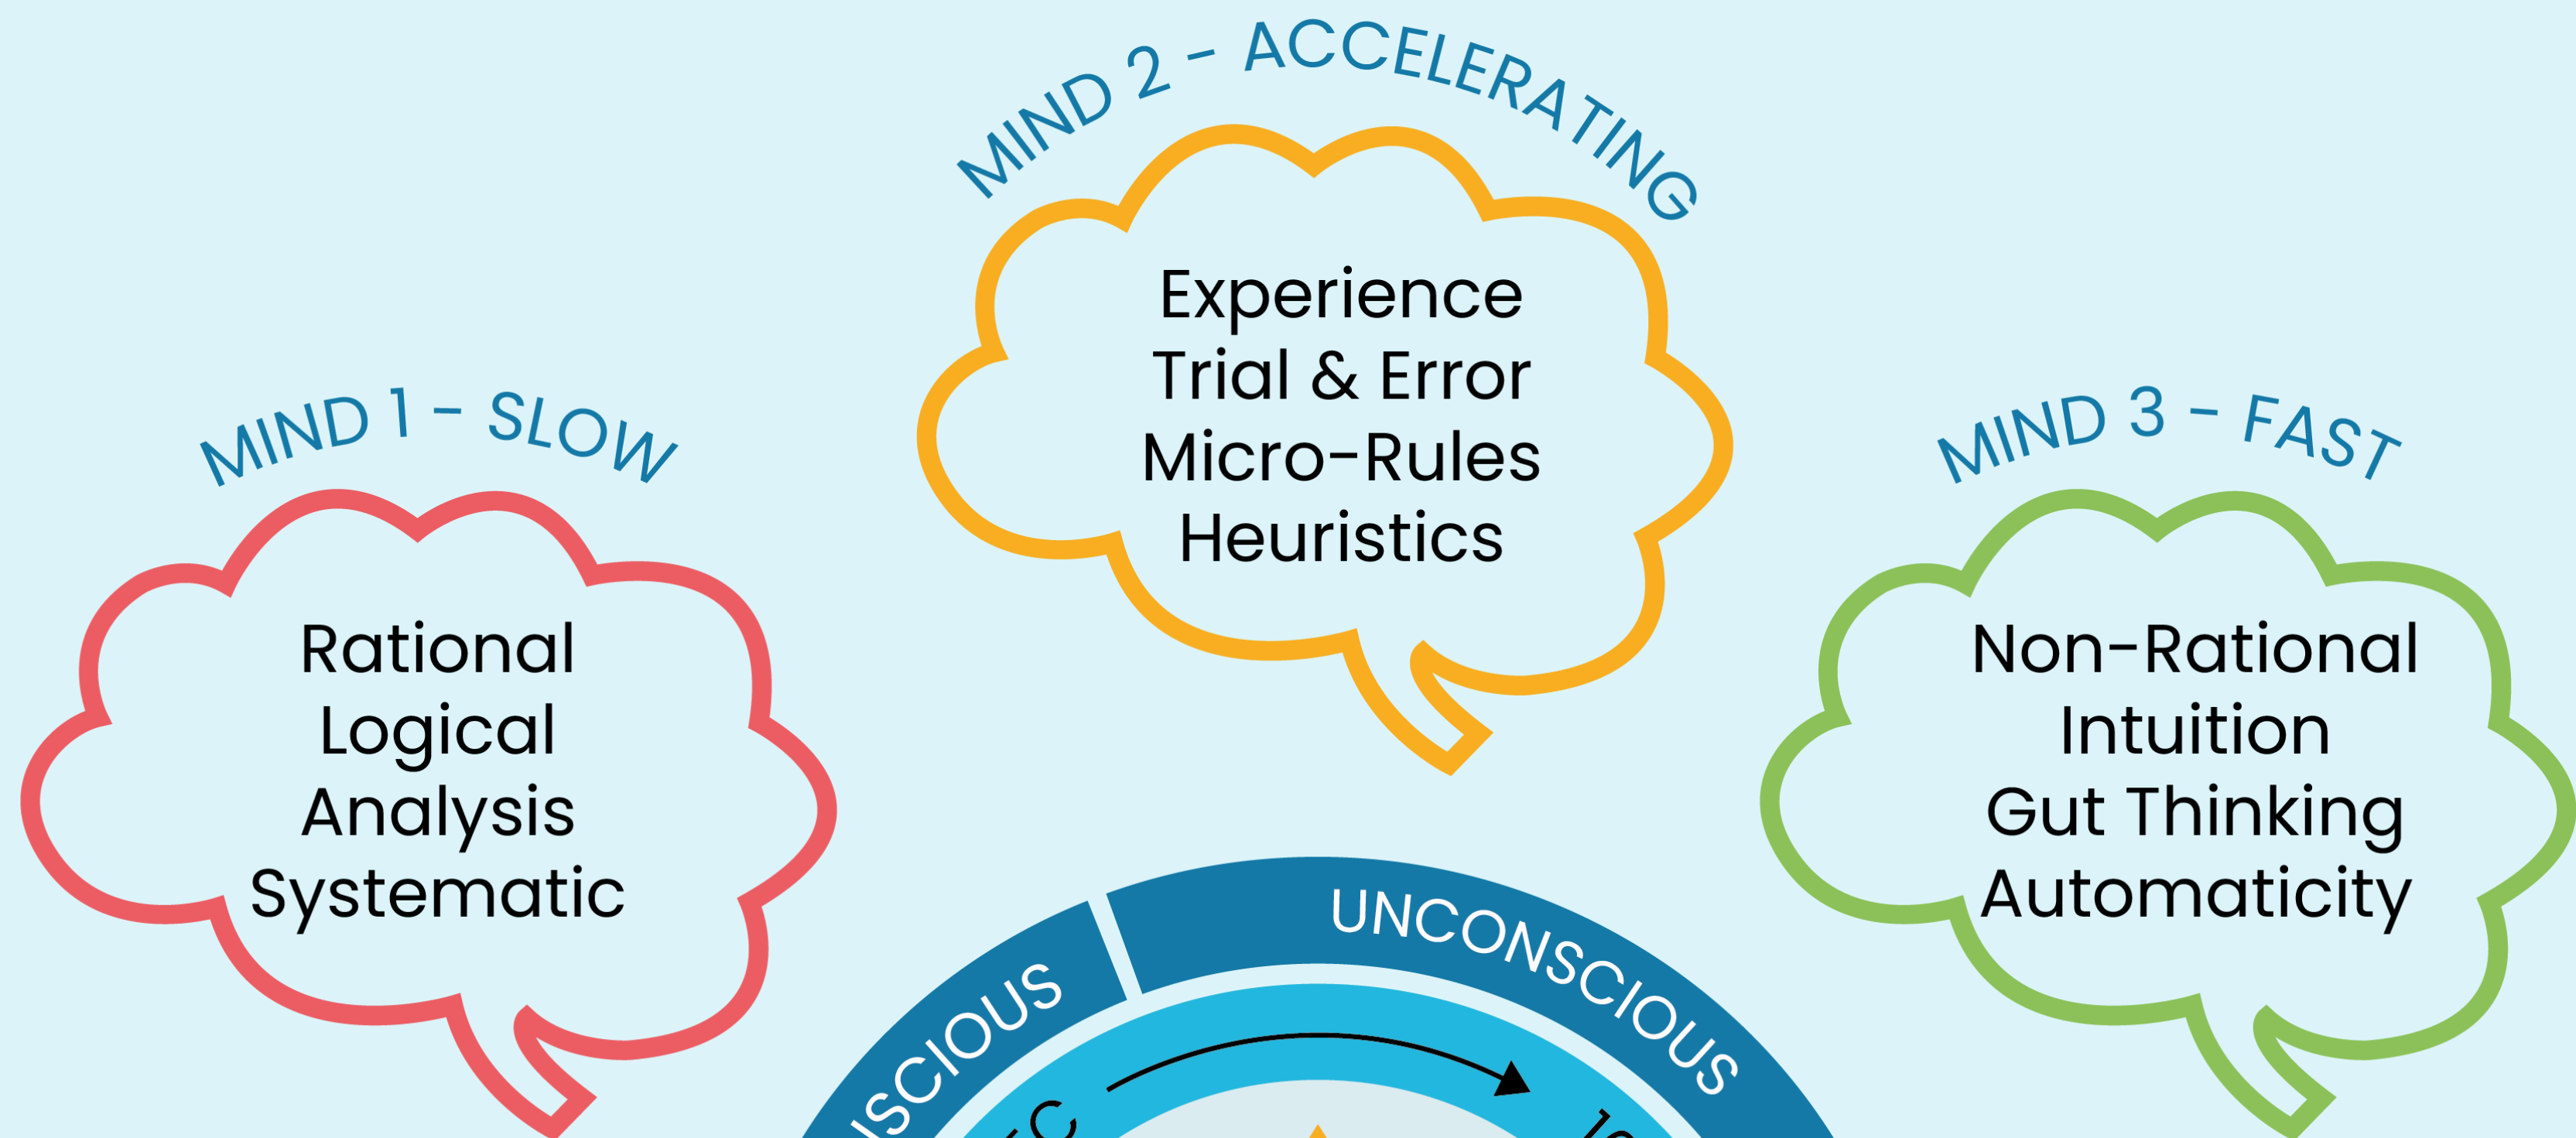 MIND 2 - ACCELERATING
Experience
Trial & Error
Micro-Rules
Heuristics
MIND 1 - SLOW
Rational
Logical
Analysis
Systematic
MIND 3 - FAST
Non-Rational
Intuition
Gut Thinking
Automaticity
UNCONSCIOUS